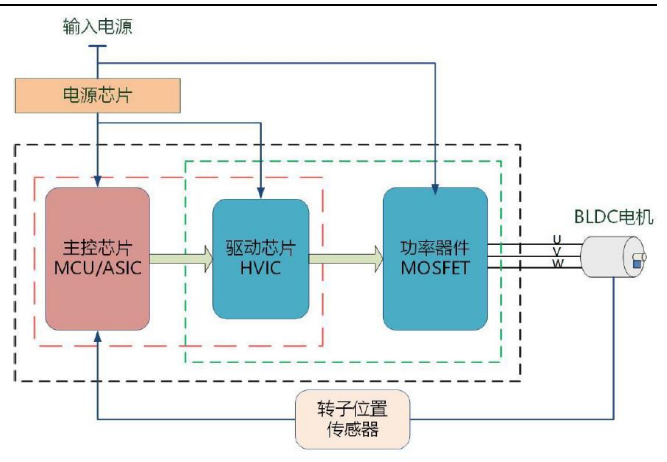 输入电源
电源芯片
主控芯片
MCU/ASIC
驱动芯片
HVIC
功率器件
MOSFET
U
V
W
BLDC电机
转子位置
传感器